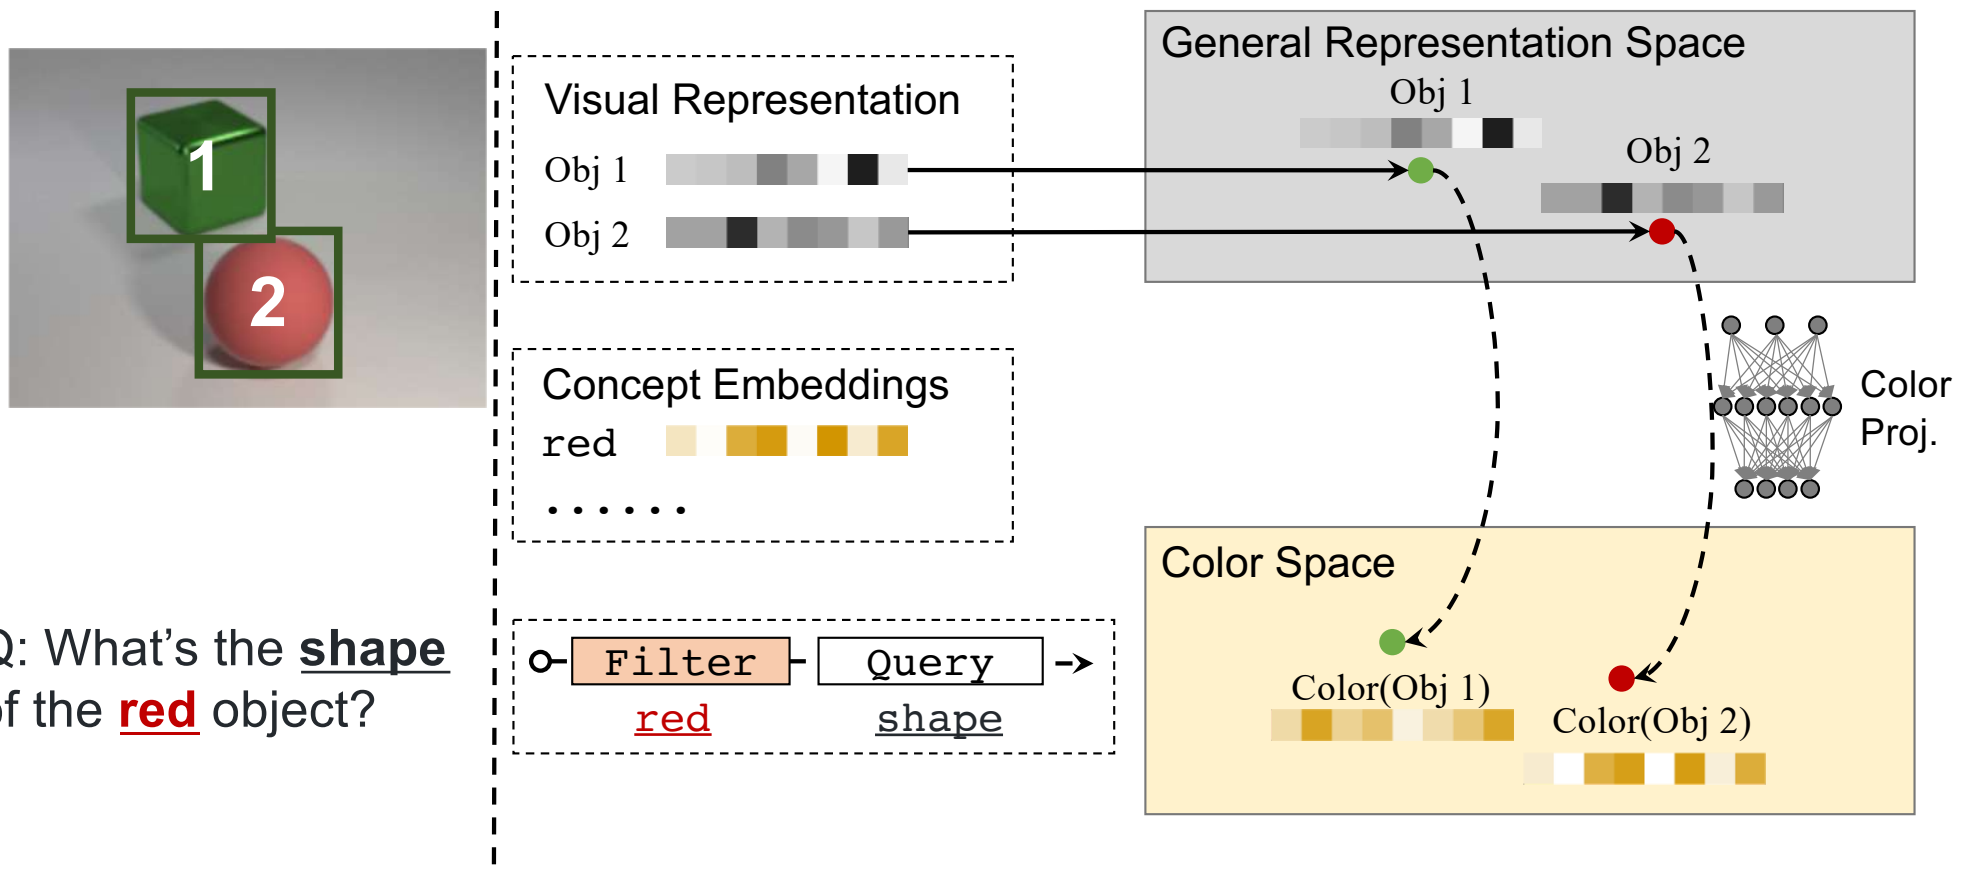 1
2
Q: What's the shape
of the red object?
Visual Representation
Obj 1
Obj 2
Concept Embeddings
red
......
Filter
Query
red
shape
General Representation Space
Obj 1
Obj 2
Color
Proj.
Color Space
Color(Obj 1)
Color(Obj 2)